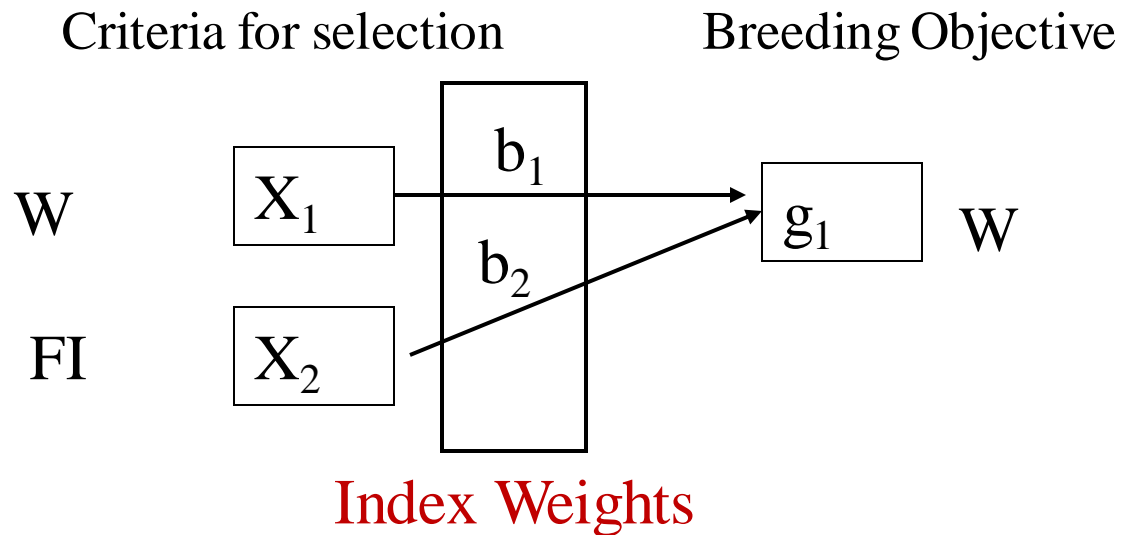 Criteria for selection
Breeding Objective
b₁
W
X₁
g₁
W
b₂
FI
X₂
Index Weights